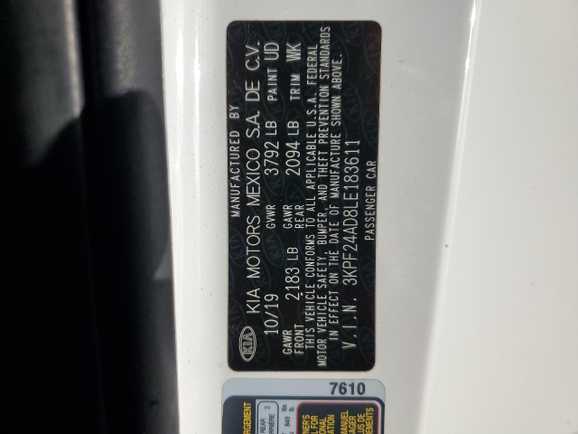 MANUFACTURED BY
KIA KIA MOTORS MEXICO S.A. DE C.V.
10/19 GVWR 3792 LB PAINT UD
GAWR FRONT 2183 LB GAWR REAR 2094 LB TRIM WK
THIS VEHICLE CONFORMS TO ALL APPLICABLE U.S.A. FEDERAL
MOTOR VEHICLE SAFETY, BUMPER, AND THEFT PREVENTION STANDARDS
IN EFFECT ON THE DATE OF MANUFACTURE SHOWN ABOVE.
V.I.N. 3KPF24AD8LE183611
PASSENGER CAR
7610